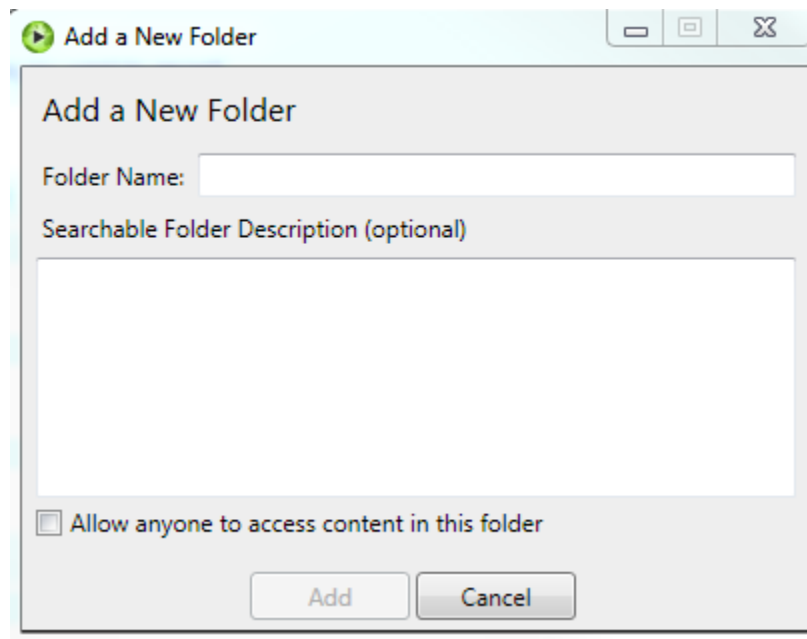 Add a New Folder
Add a New Folder
Folder Name:
Searchable Folder Description (optional)
Allow anyone to access content in this folder
Add Cancel